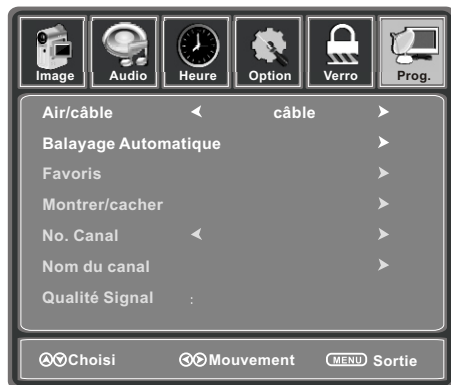 Image Audio Heure Option Verro Prog.
Air/câble câble
Balayage Automatique
Favoris
Montrer/cacher
No. Canal
Nom du canal
Qualité Signal :
Choisi Mouvement MENU Sortie